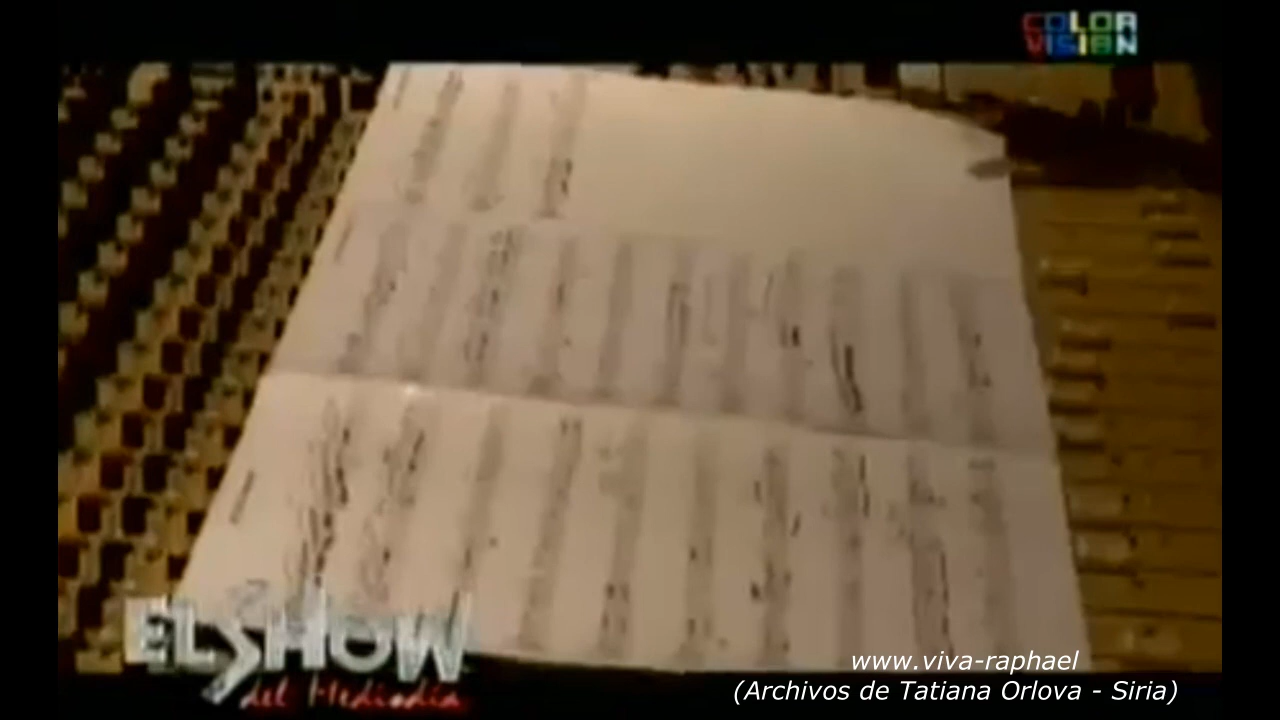 COLOR
VISION
EL SHOW
del Mediodía
www.viva-raphael
(Archivos de Tatiana Orlova - Siria)